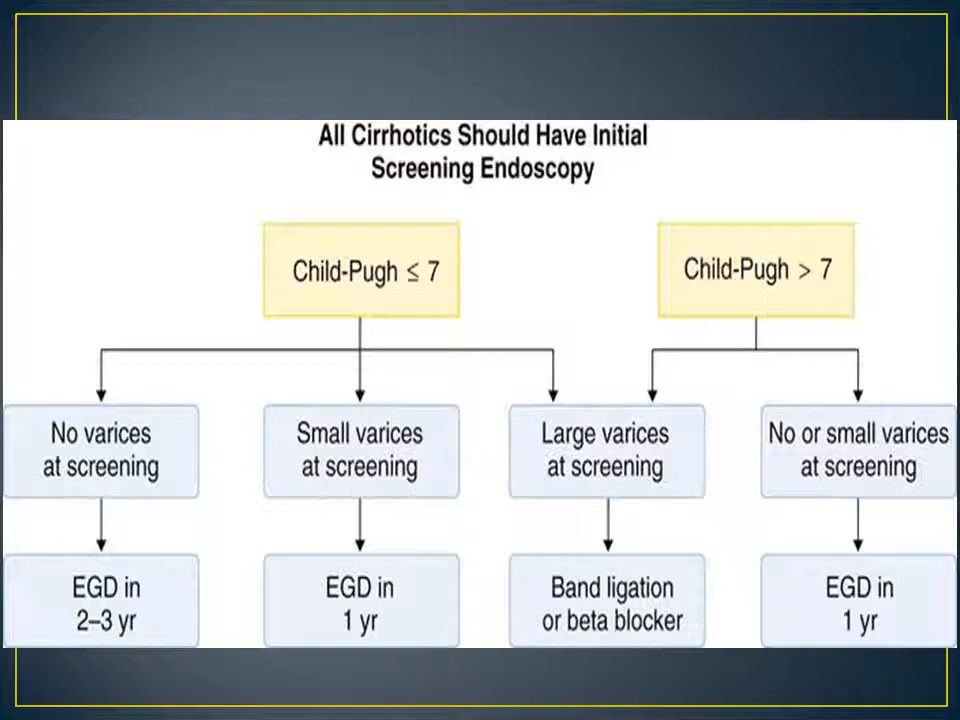 All Cirrhotics Should Have Initial
Screening Endoscopy
Child-Pugh ≤ 7
Child-Pugh > 7
No varices
at screening
Small varices
at screening
Large varices
at screening
No or small varices
at screening
EGD in
2–3 yr
EGD in
1 yr
Band ligation
or beta blocker
EGD in
1 yr